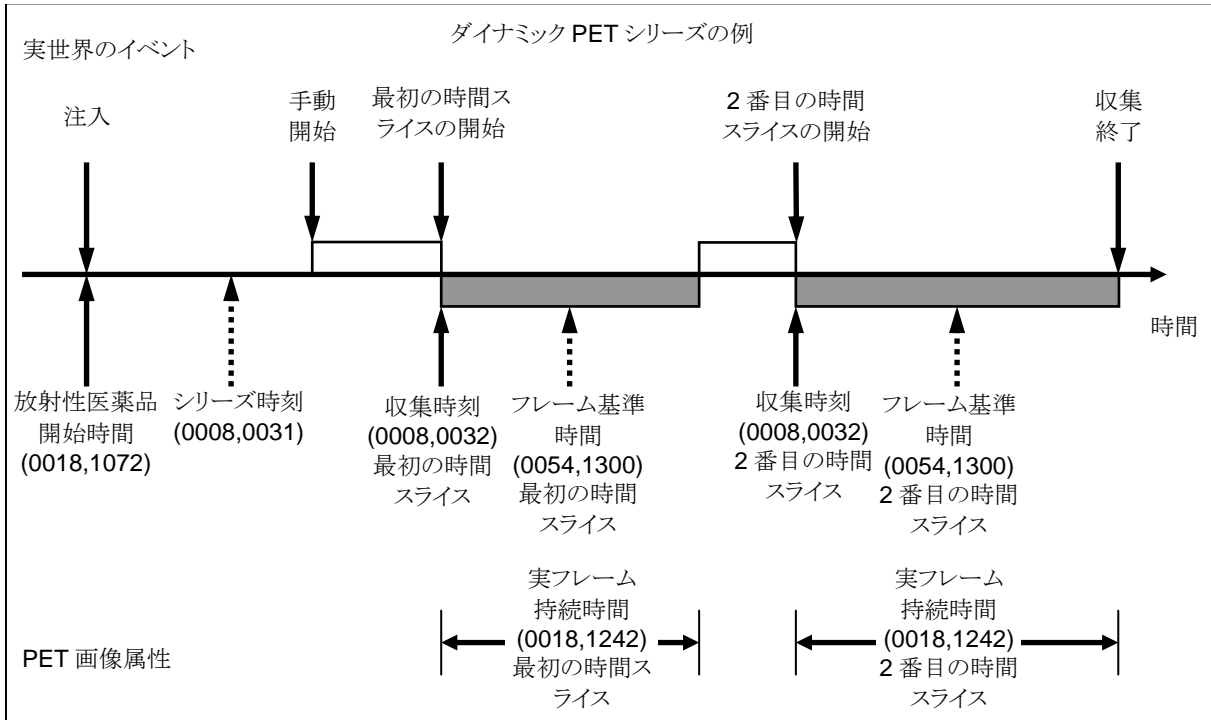 ダイナミック PET シリーズの例
実世界のイベント
注入
手動
開始
最初の時間ス
ライスの開始
2 番目の時間
スライスの開始
収集
終了
時間
放射性医薬品
開始時間
(0018,1072)
シリーズ時刻
(0008,0031)
収集時刻
(0008,0032)
最初の時間
スライス
フレーム基準
時間
(0054,1300)
最初の時間
スライス
収集時刻
(0008,0032)
2 番目の時間
スライス
フレーム基準
時間
(0054,1300)
2 番目の時間
スライス
実フレーム
持続時間
(0018,1242)
最初の時間ス
ライス
実フレーム
持続時間
(0018,1242)
2 番目の時間
スライス
PET 画像属性